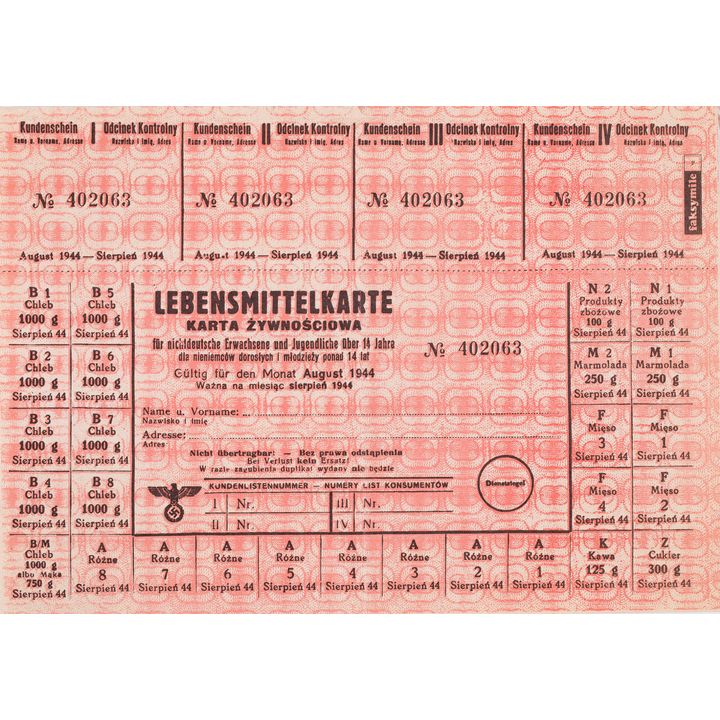 Kundenschein I Odcinek Kontrolny
Name u. Vorname, Adresse Nazwisko i imię, Adres
№ 402063
August 1944 — Sierpień 1944
Kundenschein II Odcinek Kontrolny
Name u. Vorname, Adresse Nazwisko i imię, Adres
№ 402063
August 1944 — Sierpień 1944
Kundenschein III Odcinek Kontrolny
Name u. Vorname, Adresse Nazwisko i imię, Adres
№ 402063
August 1944 — Sierpień 1944
Kundenschein IV Odcinek Kontrolny
Name u. Vorname, Adresse Nazwisko i imię, Adres
№ 402063
August 1944 — Sierpień 1944
faksymile
B 1
Chleb
1000 g
Sierpień 44
B 5
Chleb
1000 g
Sierpień 44
B 2
Chleb
1000 g
Sierpień 44
B 6
Chleb
1000 g
Sierpień 44
B 3
Chleb
1000 g
Sierpień 44
B 7
Chleb
1000 g
Sierpień 44
B 4
Chleb
1000 g
Sierpień 44
B 8
Chleb
1000 g
Sierpień 44
LEBENSMITTELKARTE
KARTA ŻYWNOŚCIOWA
für nichtdeutsche Erwachsene und Jugendliche über 14 Jahre
dla nieniemców dorosłych i młodzieży ponad 14 lat
№ 402063
Gültig für den Monat August 1944
Ważna na miesiąc sierpień 1944
Name u. Vorname:
Nazwisko i imię
Adresse:
Adres
Nicht übertragbar: — Bez prawa odstąpienia
Bei Verlust kein Ersatz!
W razie zagubienia duplikat wydany nie będzie
KUNDENLISTENNUMMER — NUMERY LIST KONSUMENTÓW
I Nr. III Nr.
II Nr. IV Nr.
Dienstsiegel
N 2
Produkty
zbożowe
100 g
Sierpień 44
N 1
Produkty
zbożowe
100 g
Sierpień 44
M 2
Marmolada
250 g
Sierpień 44
M 1
Marmolada
250 g
Sierpień 44
F
Mięso
3
Sierpień 44
F
Mięso
1
Sierpień 44
F
Mięso
4
Sierpień 44
F
Mięso
2
Sierpień 44
B/M
Chleb
1000 g
albo Mąka
750 g
Sierpień 44
A
Różne
8
Sierpień 44
A
Różne
7
Sierpień 44
A
Różne
6
Sierpień 44
A
Różne
5
Sierpień 44
A
Różne
4
Sierpień 44
A
Różne
3
Sierpień 44
A
Różne
2
Sierpień 44
A
Różne
1
Sierpień 44
K
Kawa
125 g
Sierpień 44
Z
Cukier
300 g
Sierpień 44